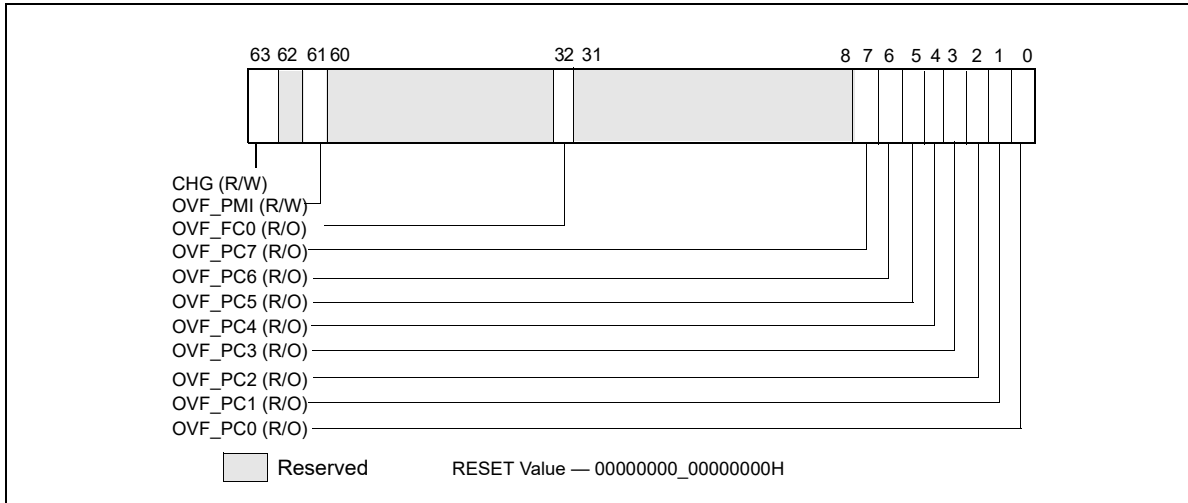 63 62 61 60 32 31 8 7 6 5 4 3 2 1 0
CHG (R/W)
OVF_PMI (R/W)
OVF_FC0 (R/O)
OVF_PC7 (R/O)
OVF_PC6 (R/O)
OVF_PC5 (R/O)
OVF_PC4 (R/O)
OVF_PC3 (R/O)
OVF_PC2 (R/O)
OVF_PC1 (R/O)
OVF_PC0 (R/O)
Reserved RESET Value — 00000000_00000000H